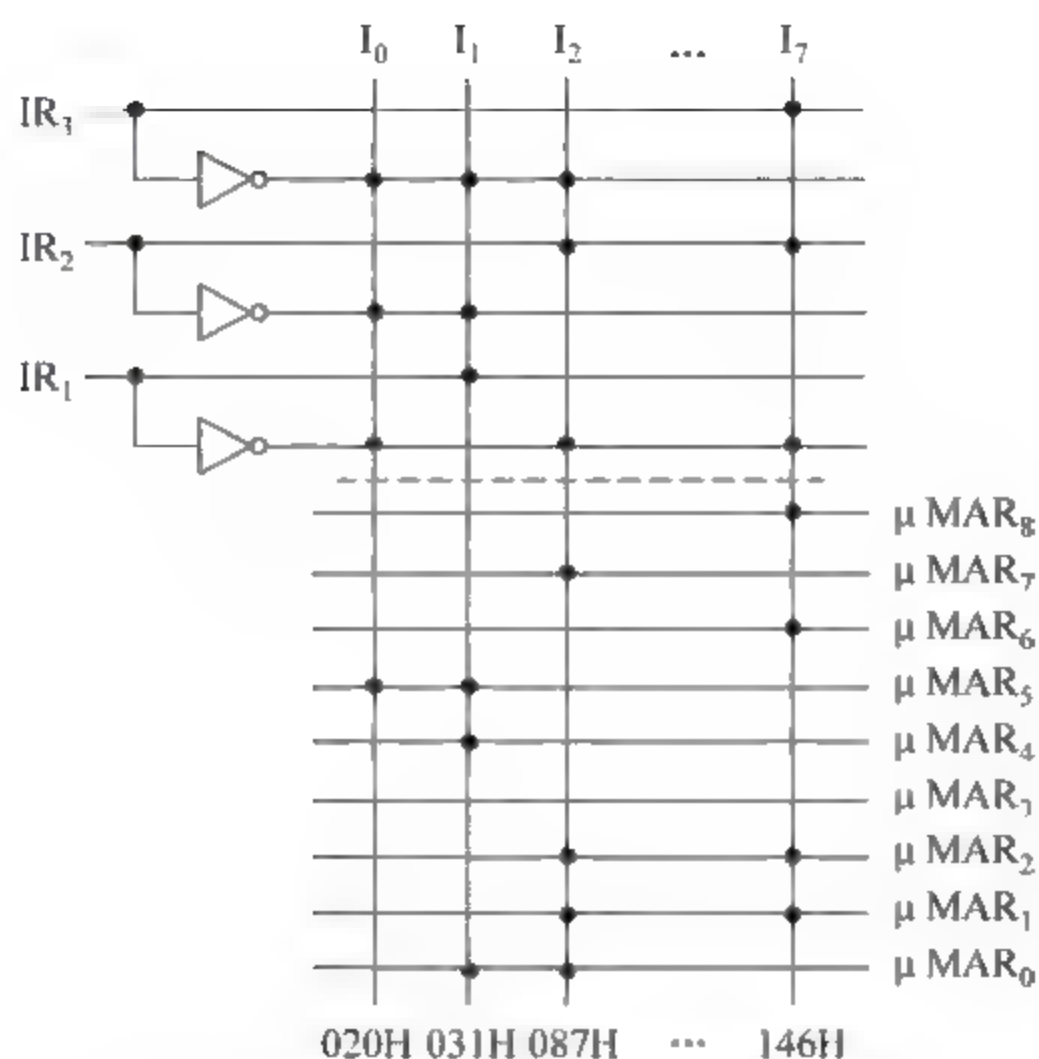 I₀ I₁ I₂ ... I₇
IR₃
IR₂
IR₁
μ MAR₈
μ MAR₇
μ MAR₆
μ MAR₅
μ MAR₄
μ MAR₃
μ MAR₂
μ MAR₁
μ MAR₀
020H 031H 087H ... 146H